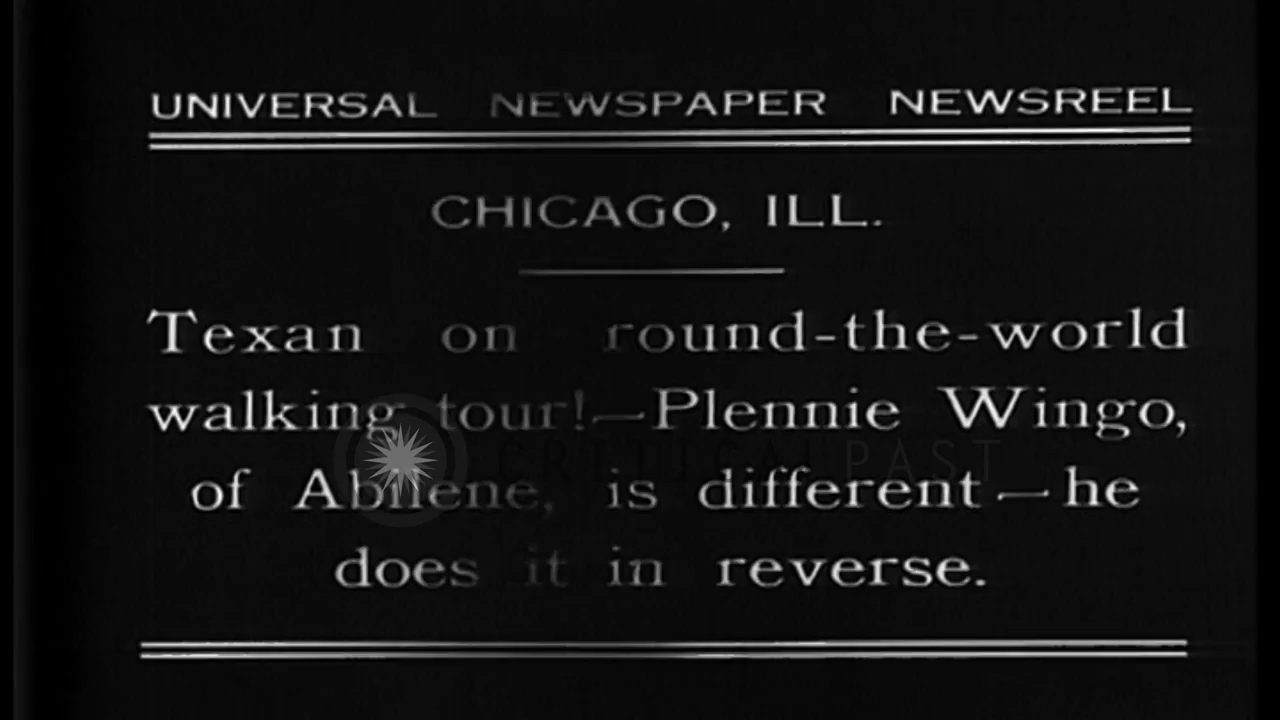 UNIVERSAL NEWSPAPER NEWSREEL
CHICAGO, ILL.
Texan on round-the-world
walking tour!—Plennie Wingo,
of Abilene, is different — he
does it in reverse.
CRITICALPAST